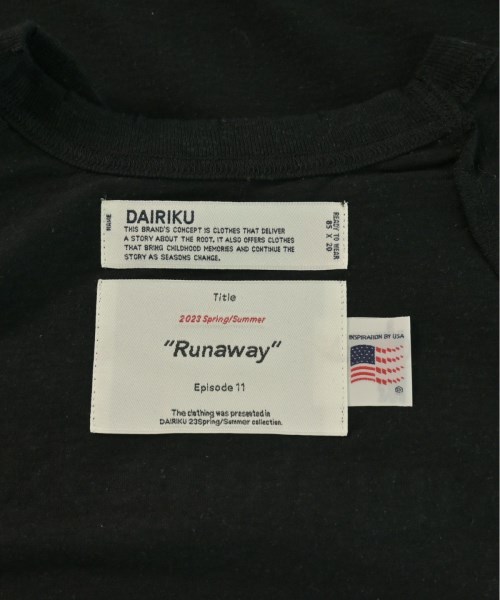 NAME
DAIRIKU
THIS BRAND'S CONCEPT IS CLOTHES THAT DELIVER
A STORY ABOUT THE ROOT. IT ALSO OFFERS CLOTHES
THAT BRING CHILDHOOD MEMORIES AND CONTINUE THE
STORY AS SEASONS CHANGE.
READY TO WEAR
85 X 20
Title
2023 Spring/Summer
"Runaway"
Episode 11
The clothing was presented in
DAIRIKU 23Spring/Summer collection.
INSPIRATION BY USA
®